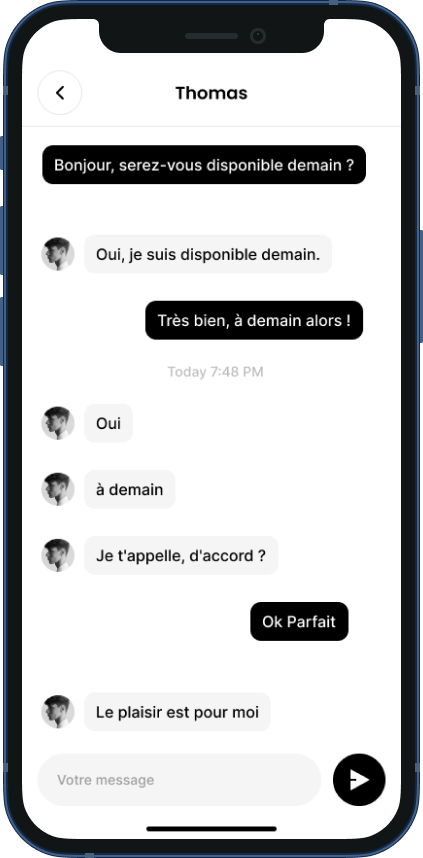 Thomas
Bonjour, serez-vous disponible demain ?
Oui, je suis disponible demain.
Très bien, à demain alors !
Today 7:48 PM
Oui
à demain
Je t'appelle, d'accord ?
Ok Parfait
Le plaisir est pour moi
Votre message